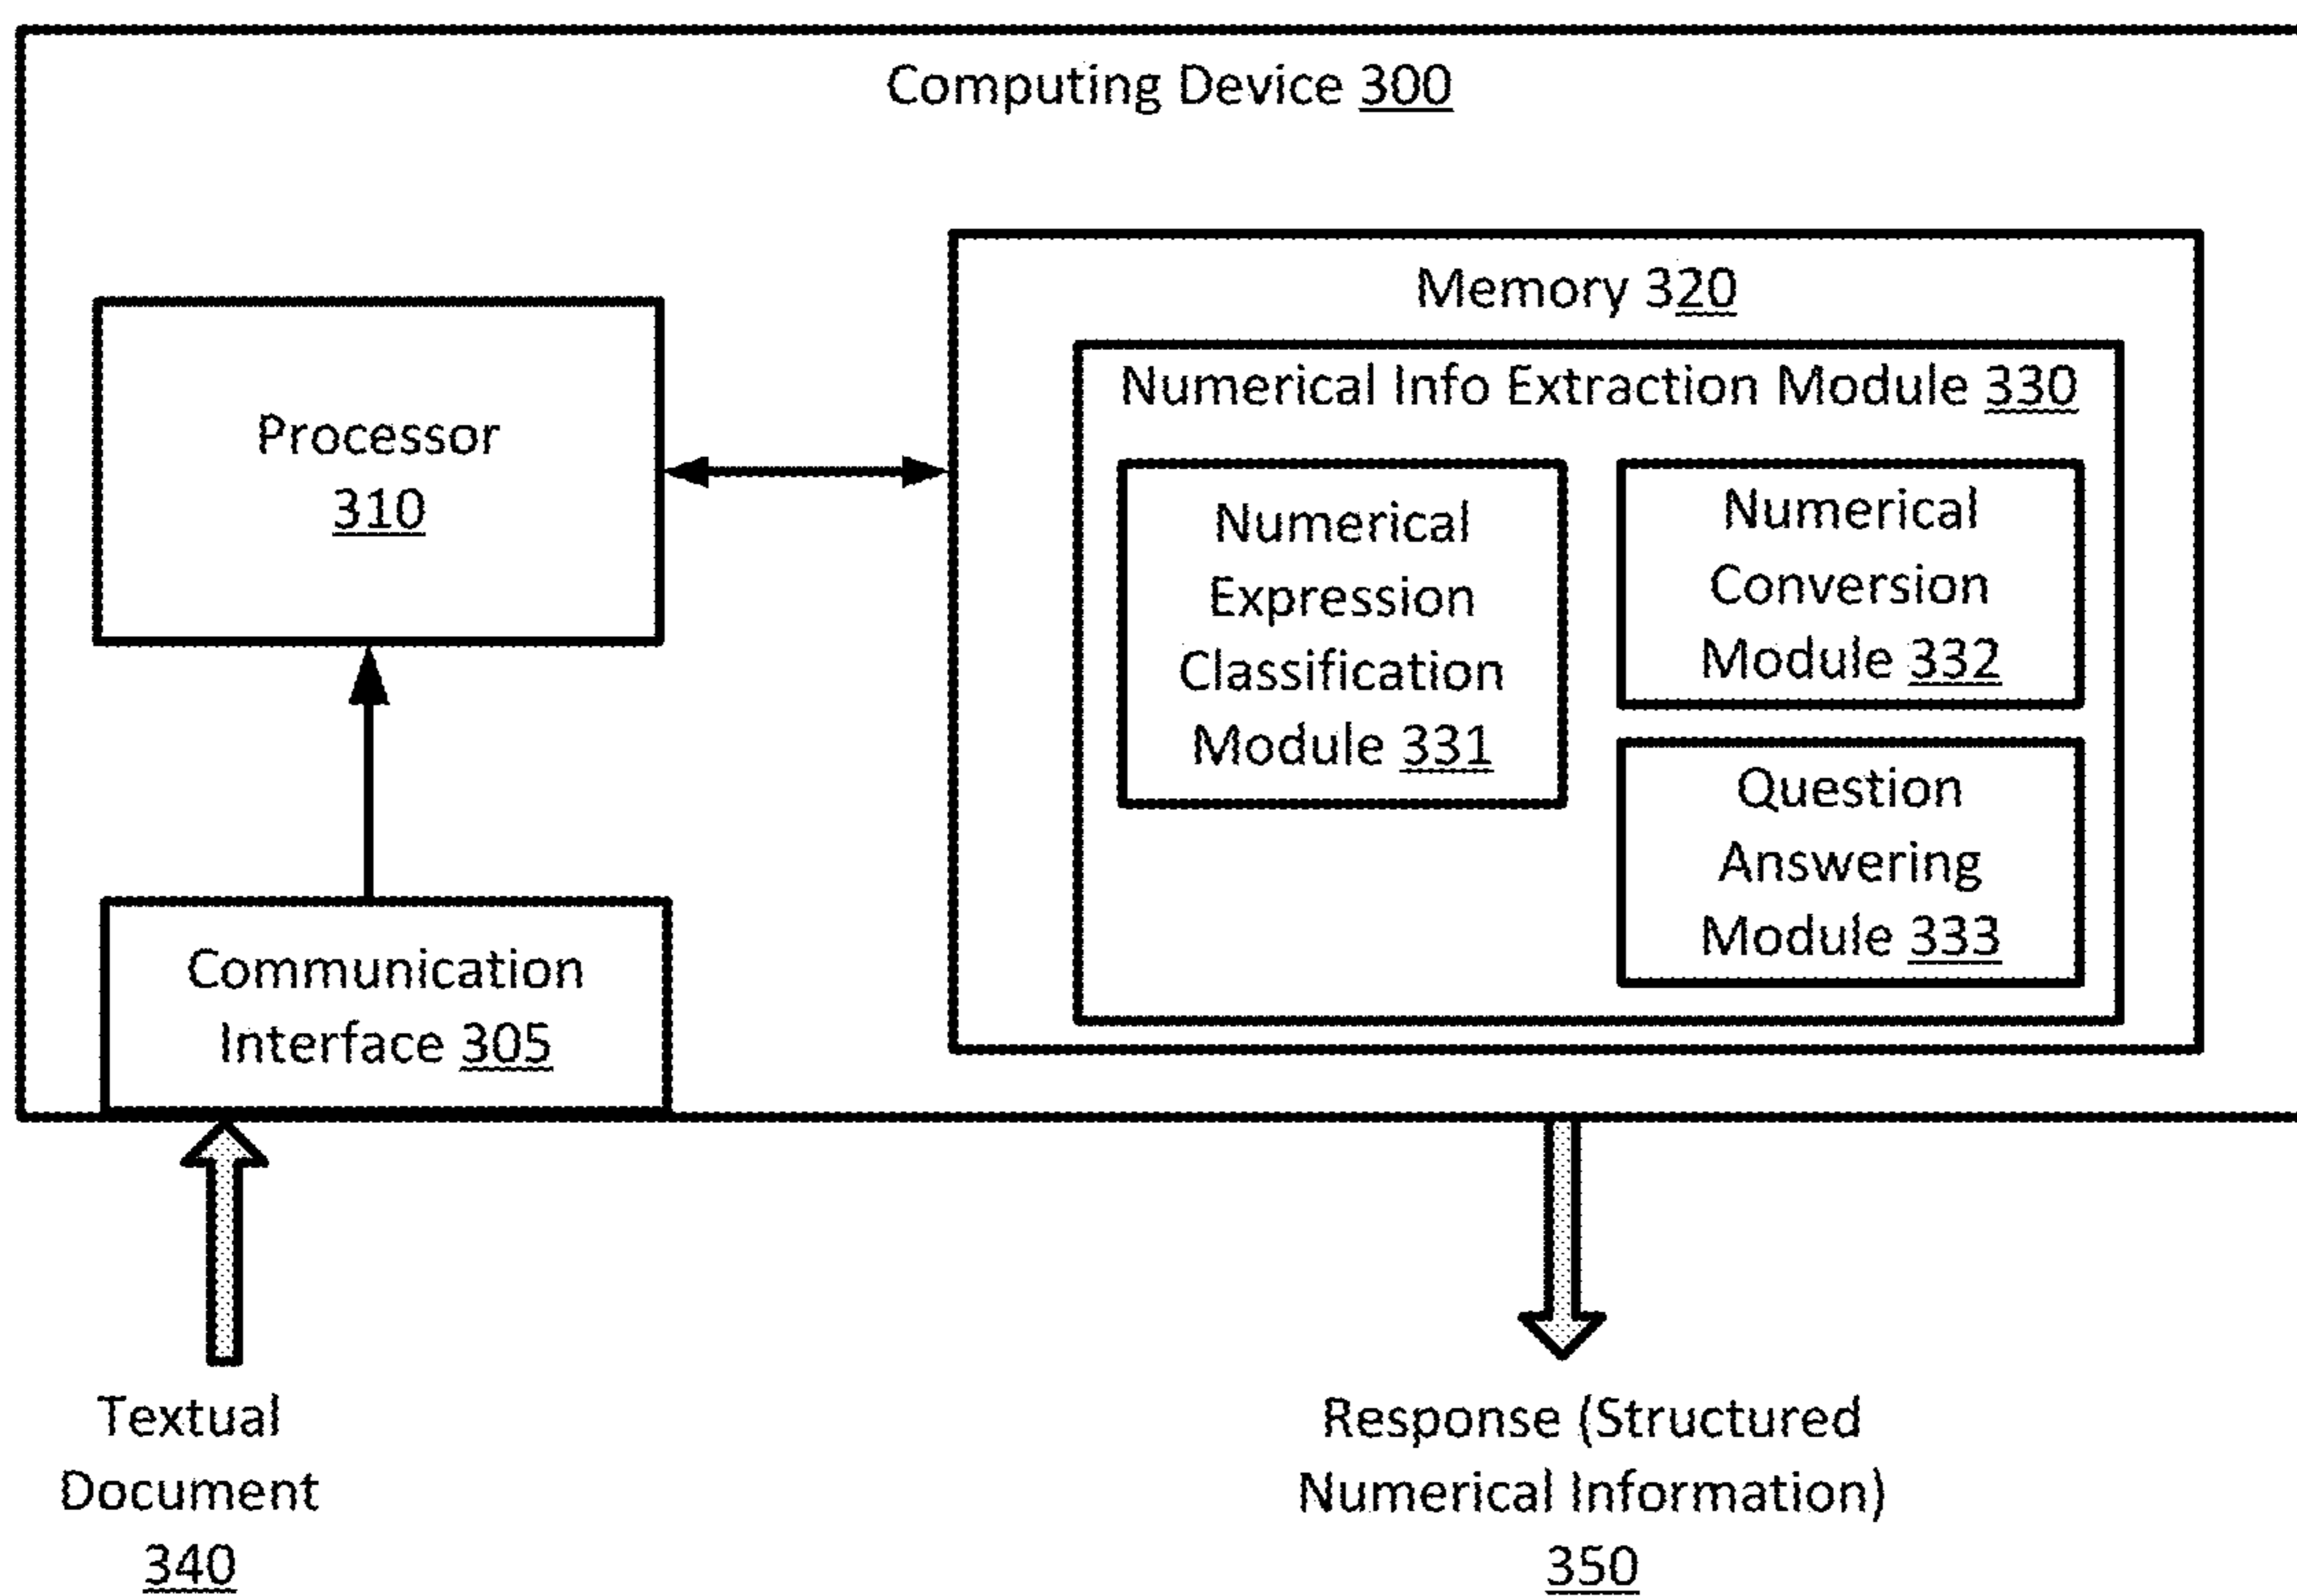 Computing Device 300
Processor
310
Memory 320
Numerical Info Extraction Module 330
Numerical
Expression
Classification
Module 331
Numerical
Conversion
Module 332
Question
Answering
Module 333
Communication
Interface 305
Textual
Document
340
Response (Structured
Numerical Information)
350